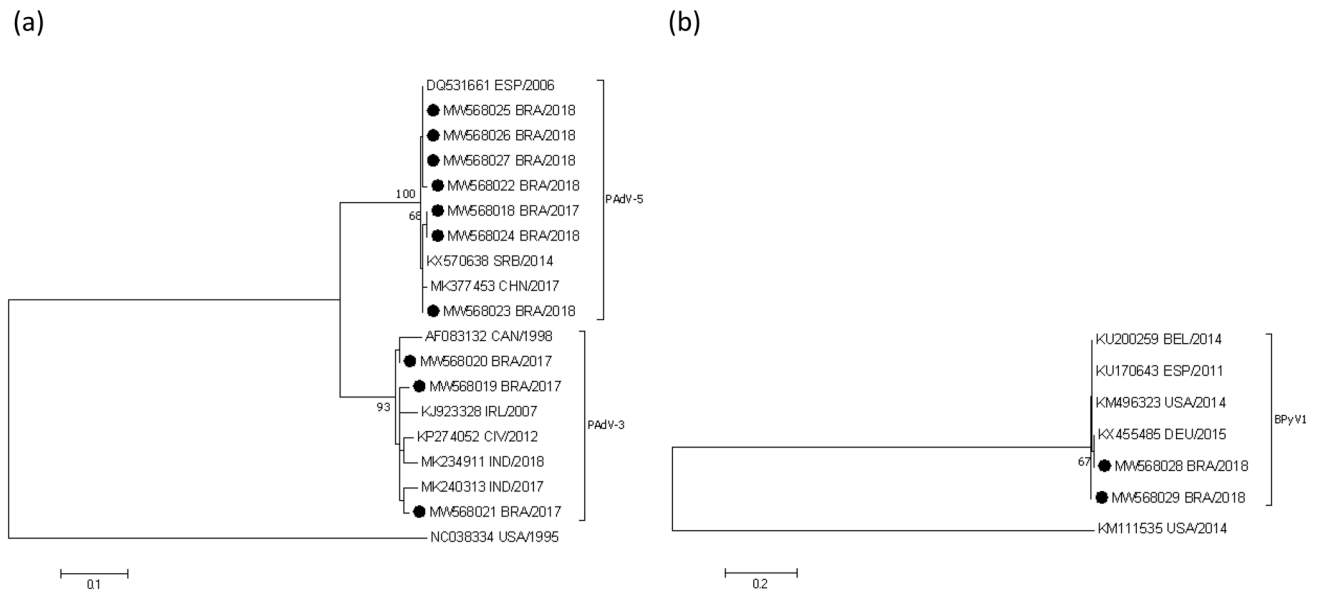 (a)
DQ531661 ESP/2006
MW568025 BRA/2018
MW568026 BRA/2018
MW568027 BRA/2018
MW568022 BRA/2018
100
PAdV-5
68
MW568018 BRA/2017
MW568024 BRA/2018
KX570638 SRB/2014
MK377453 CHN/2017
MW568023 BRA/2018
AF083132 CAN/1998
MW568020 BRA/2017
MW568019 BRA/2017
93
KJ923328 IRL/2007
PAdV-3
KP274052 CIV/2012
MK234911 IND/2018
MK240313 IND/2017
MW568021 BRA/2017
NC038334 USA/1995
0.1
(b)
KU200259 BEL/2014
KU170643 ESP/2011
KM496323 USA/2014
BPyV1
KX455485 DEU/2015
67
MW568028 BRA/2018
MW568029 BRA/2018
KM111535 USA/2014
0.2